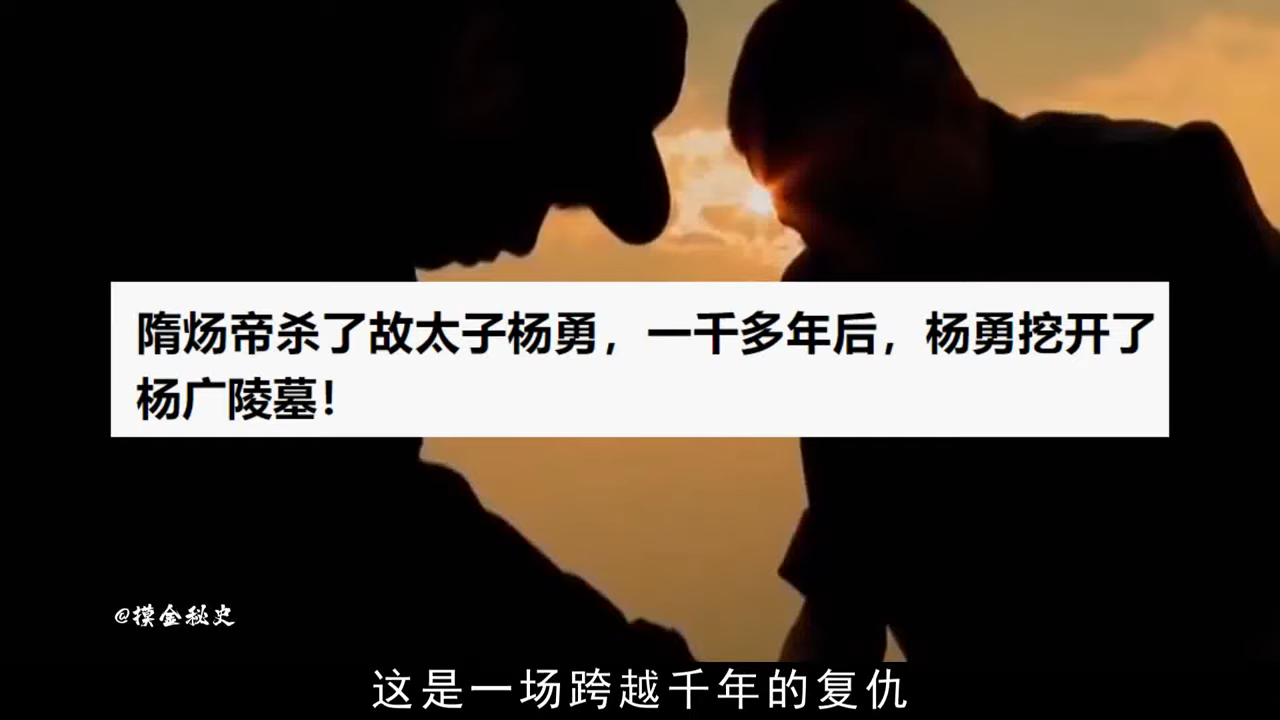 隋炀帝杀了故太子杨勇，一千多年后，杨勇挖开了
杨广陵墓！
@摸金秘史
这是一场跨越千年的复仇